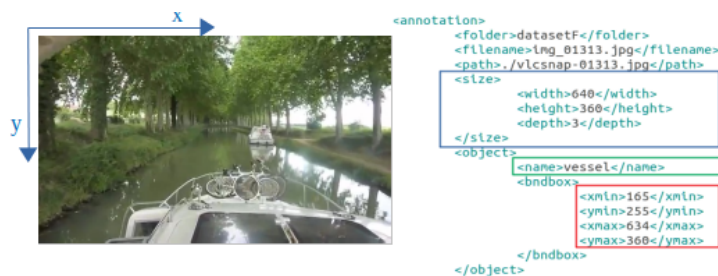 x
y
<annotation>
<folder>datasetF</folder>
<filename>img_01313.jpg</filename>
<path>./vlcsnap-01313.jpg</path>
<size>
<width>640</width>
<height>360</height>
<depth>3</depth>
</size>
<object>
<name>vessel</name>
<bndbox>
<xmin>165</xmin>
<ymin>255</ymin>
<xmax>634</xmax>
<ymax>360</ymax>
</bndbox>
</object>